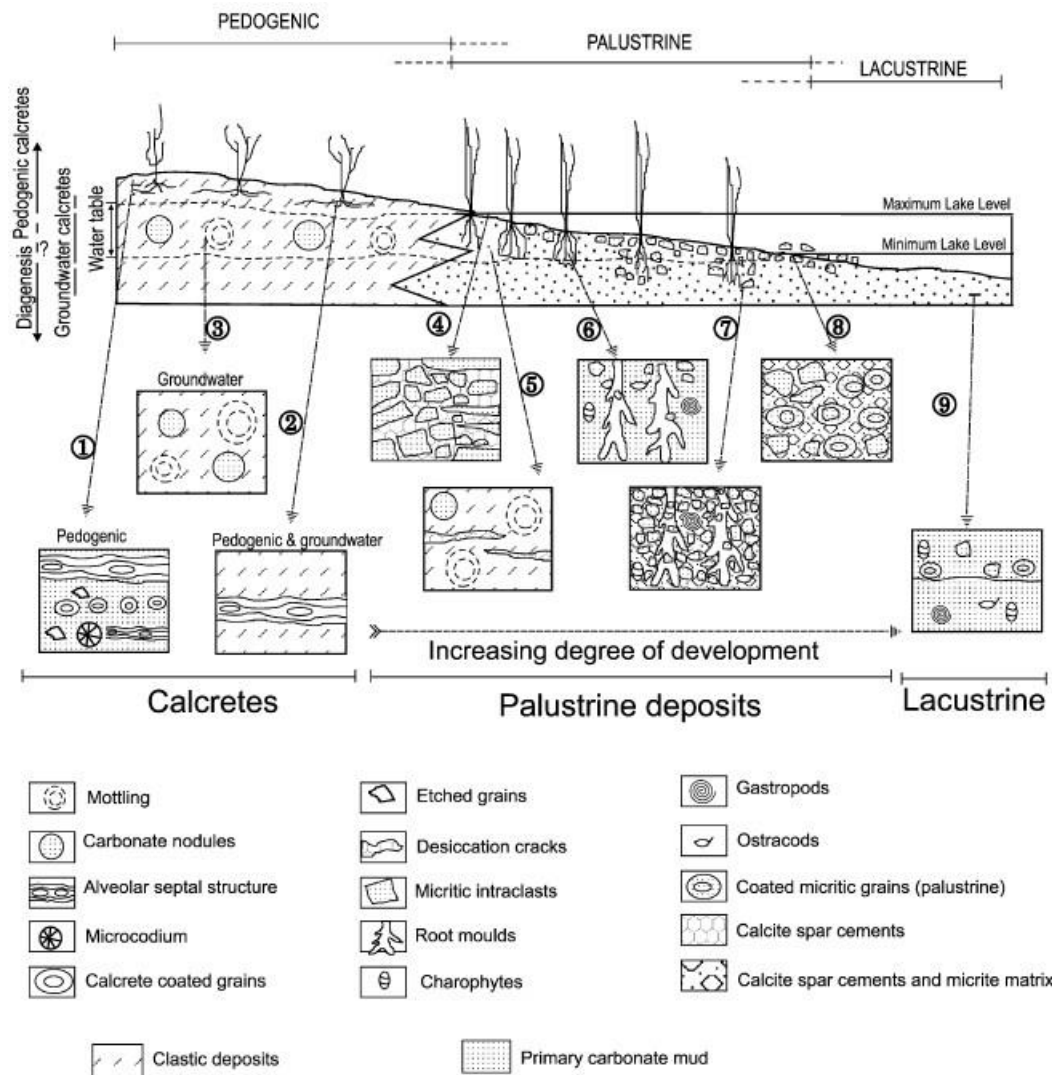 PEDOGENIC
PALUSTRINE
LACUSTRINE
Diagenesis
Pedogenic calcretes
?
Groundwater calcretes
Water table
Maximum Lake Level
Minimum Lake Level
① ② ③ ④ ⑤ ⑥ ⑦ ⑧ ⑨
Groundwater
Pedogenic
Pedogenic & groundwater
Increasing degree of development
Calcretes
Palustrine deposits
Lacustrine
Mottling
Etched grains
Gastropods
Carbonate nodules
Desiccation cracks
Ostracods
Alveolar septal structure
Micritic intraclasts
Coated micritic grains (palustrine)
Microcodium
Root moulds
Calcite spar cements
Calcrete coated grains
Charophytes
Calcite spar cements and micrite matrix
Clastic deposits
Primary carbonate mud